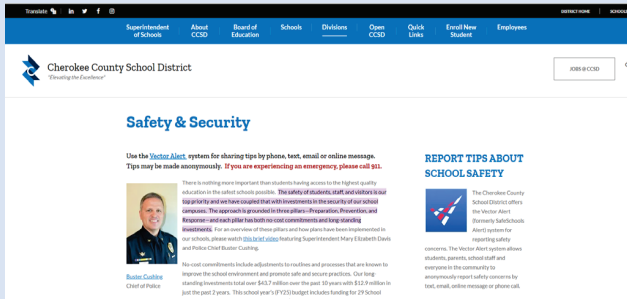 Translate
DISTRICT HOME
Superintendent of Schools
About CCSD
Board of Education
Schools
Divisions
Open CCSD
Quick Links
Enroll New Student
Employees
Cherokee County School District
"Elevating the Excellence"
JOBS @ CCSD
Safety & Security
Use the Vector Alert system for sharing tips by phone, text, email or online message.
Tips may be made anonymously. If you are experiencing an emergency, please call 911.
There is nothing more important than students having access to the highest quality
education in the safest schools possible. The safety of students, staff, and visitors is our
top priority and we have coupled that with investments in the security of our school
campuses. The approach is grounded in three pillars—Preparation, Prevention, and
Response—and each pillar has both no-cost commitments and long-standing
investments. For an overview of these pillars and how plans have been implemented in
our schools, please watch this brief video featuring Superintendent Mary Elizabeth Davis
and Police Chief Buster Cushing.
No-cost commitments include adjustments to routines and processes that are known to
improve the school environment and promote safe and secure practices. Our long-
standing investments total over $43.7 million over the past 10 years with $12.9 million in
just the past 2 years. This school year's (FY25) budget includes funding for 29 School
Buster Cushing
Chief of Police
REPORT TIPS ABOUT
SCHOOL SAFETY
The Cherokee County
School District offers
the Vector Alert
(formerly SafeSchools
Alert) system for
reporting safety
concerns. The Vector Alert system allows
students, parents, school staff and
everyone in the community to
anonymously report safety concerns by
text, email, online message or phone call.